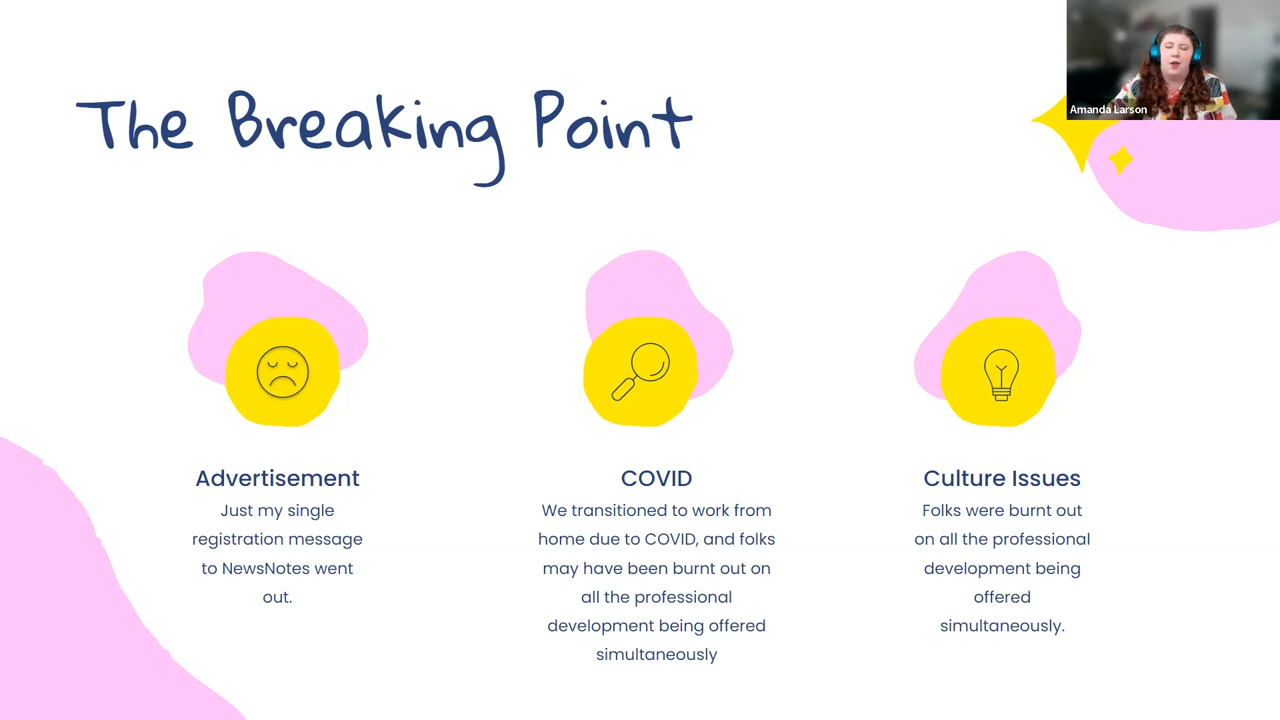 The Breaking Point
Amanda Larson
Advertisement
Just my single
registration message
to NewsNotes went
out.
COVID
We transitioned to work from
home due to COVID, and folks
may have been burnt out on
all the professional
development being offered
simultaneously
Culture Issues
Folks were burnt out
on all the professional
development being
offered
simultaneously.